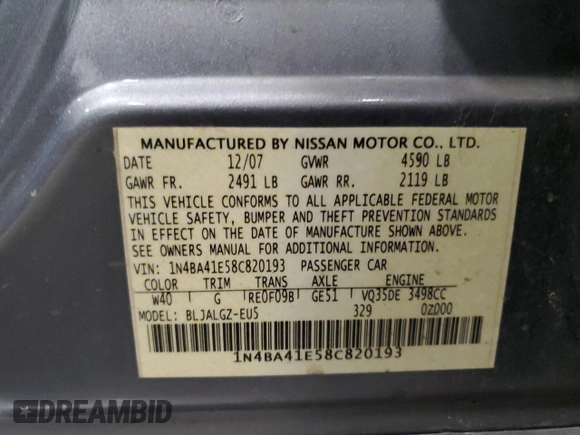 MANUFACTURED BY NISSAN MOTOR CO., LTD.
DATE 12/07 GVWR 4590 LB
GAWR FR. 2491 LB GAWR RR. 2119 LB
THIS VEHICLE CONFORMS TO ALL APPLICABLE FEDERAL MOTOR
VEHICLE SAFETY, BUMPER AND THEFT PREVENTION STANDARDS
IN EFFECT ON THE DATE OF MANUFACTURE SHOWN ABOVE.
SEE OWNERS MANUAL FOR ADDITIONAL INFORMATION.
VIN: 1N4BA41E58C820193 PASSENGER CAR
COLOR TRIM TRANS AXLE ENGINE
W40 G RE0F09B GE51 VQ35DE 3498CC
MODEL: BLJALGZ-EU5 329 0Z000
1N4BA41E58C820193
DREAMBID